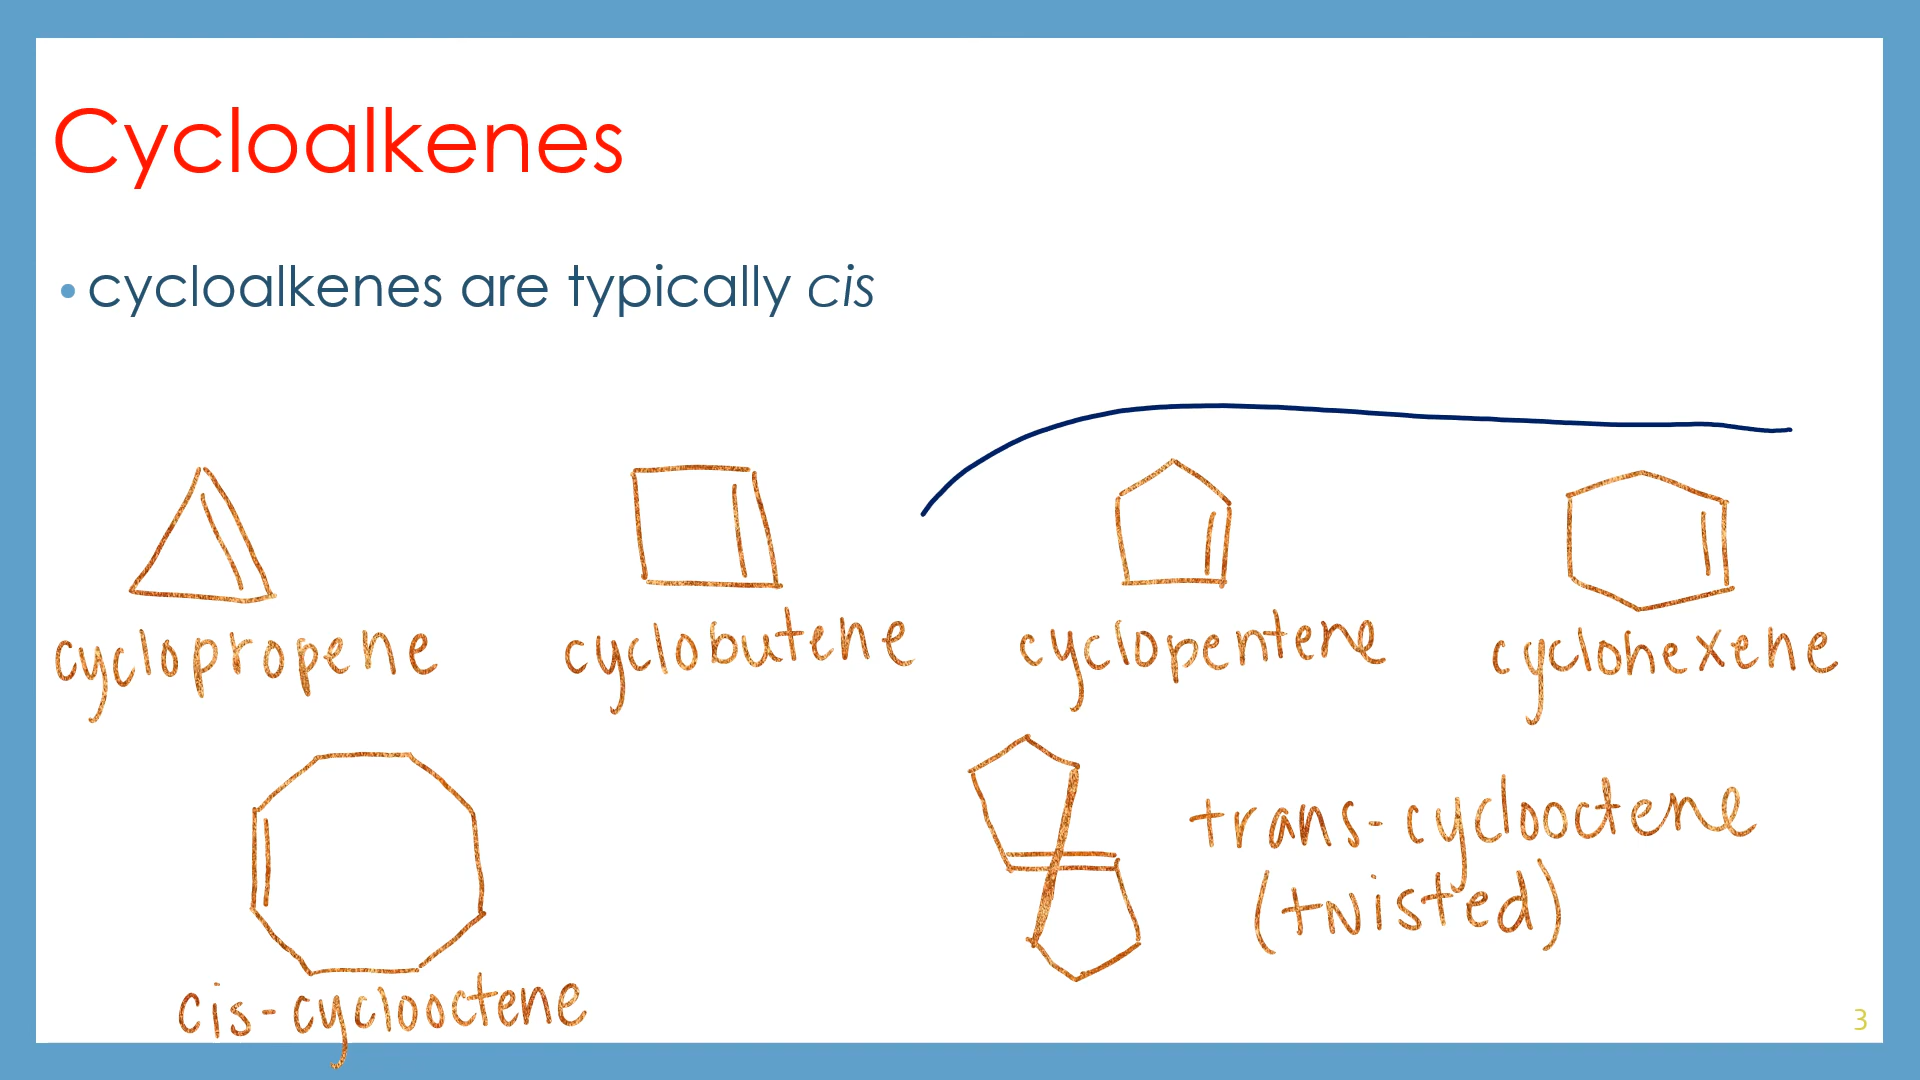 Cycloalkenes
• cycloalkenes are typically cis
cyclopropene
cyclobutene
cyclopentene
cyclohexene
trans-cyclooctene
(twisted)
cis-cyclooctene
3